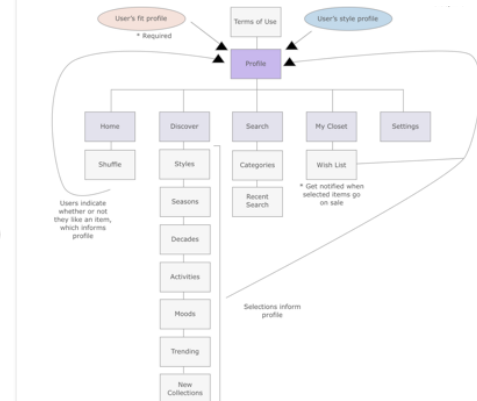 User's fit profile
Terms of Use
User's style profile
* Required
Profile
Home
Discover
Search
My Closet
Settings
Shuffle
Styles
Categories
Wish List
* Get notified when
selected items go
on sale
Users indicate
whether or not
they like an item,
which informs
profile
Seasons
Recent
Search
Decades
Activities
Selections inform
profile
Moods
Trending
New
Collections